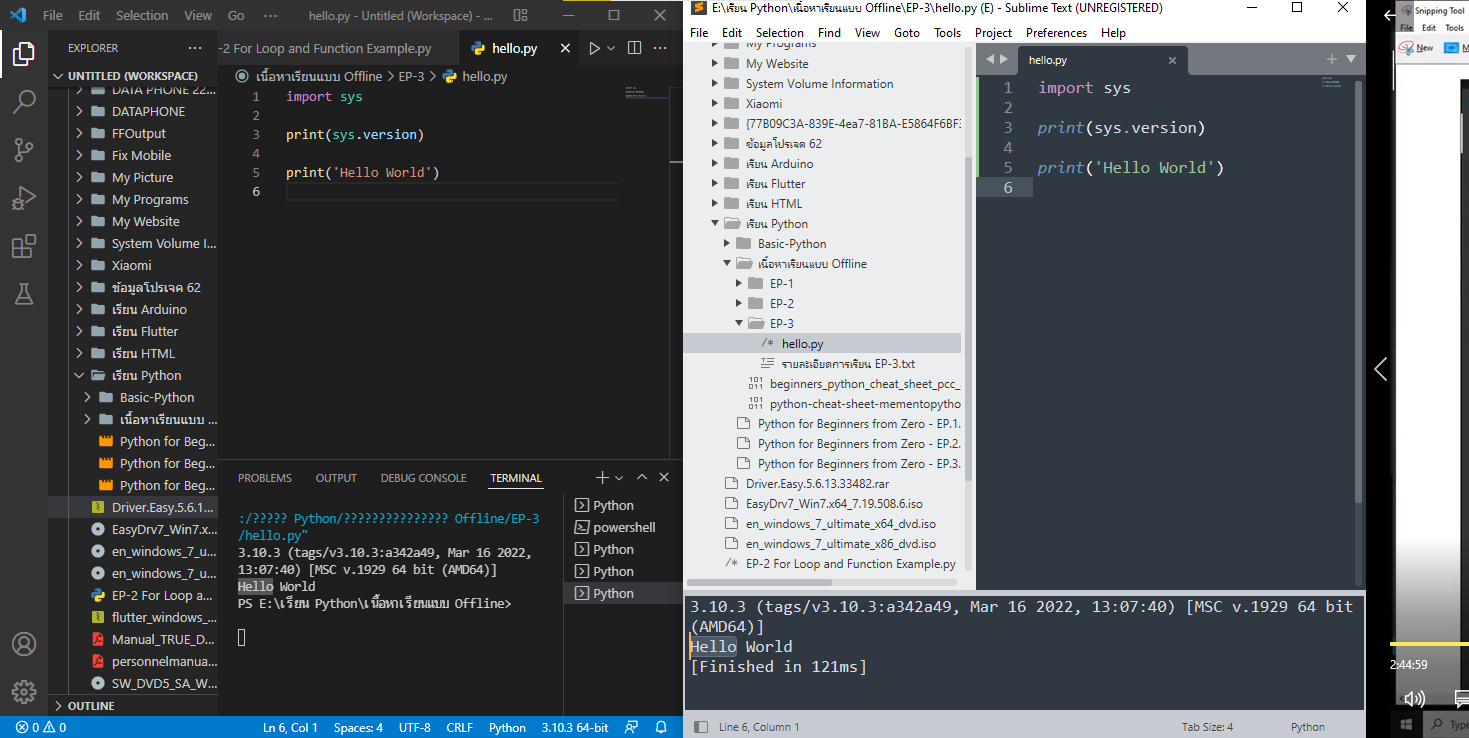 File Edit Selection View Go ··· hello.py - Untitled (Workspace) - ...
EXPLORER ···
UNTITLED (WORKSPACE)
DATA PHONE 22...
DATAPHONE
FFOutput
Fix Mobile
My Picture
My Programs
My Website
System Volume I...
Xiaomi
ข้อมูลโปรเจค 62
เรียน Arduino
เรียน Flutter
เรียน HTML
เรียน Python
Basic-Python
เนื้อหาเรียนแบบ ...
Python for Beg...
Python for Beg...
Python for Beg...
Driver.Easy.5.6.1...
EasyDrv7_Win7.x...
en_windows_7_u...
en_windows_7_u...
EP-2 For Loop a...
flutter_windows_...
Manual_TRUE_D...
personnelmanua...
SW_DVD5_SA_W...
OUTLINE
-2 For Loop and Function Example.py hello.py
เนื้อหาเรียนแบบ Offline > EP-3 > hello.py
1 import sys
2
3 print(sys.version)
4
5 print('Hello World')
6
PROBLEMS OUTPUT DEBUG CONSOLE TERMINAL
:/????? Python/??????????????? Offline/EP-3
/hello.py"
3.10.3 (tags/v3.10.3:a342a49, Mar 16 2022,
13:07:40) [MSC v.1929 64 bit (AMD64)]
Hello World
PS E:\เรียน Python\เนื้อหาเรียนแบบ Offline>
Python
powershell
Python
Python
Python
0 0 Ln 6, Col 1 Spaces: 4 UTF-8 CRLF Python 3.10.3 64-bit
E:\เรียน Python\เนื้อหาเรียนแบบ Offline\EP-3\hello.py (E) - Sublime Text (UNREGISTERED)
File Edit Selection Find View Goto Tools Project Preferences Help
My Programs
My Website
System Volume Information
Xiaomi
{77B09C3A-839E-4ea7-81BA-E5864F6BF3
ข้อมูลโปรเจค 62
เรียน Arduino
เรียน Flutter
เรียน HTML
เรียน Python
Basic-Python
เนื้อหาเรียนแบบ Offline
EP-1
EP-2
EP-3
hello.py
รายละเอียดการเรียน EP-3.txt
beginners_python_cheat_sheet_pcc_
python-cheat-sheet-mementopytho
Python for Beginners from Zero - EP.1.
Python for Beginners from Zero - EP.2.
Python for Beginners from Zero - EP.3.
Driver.Easy.5.6.13.33482.rar
EasyDrv7_Win7.x64_7.19.508.6.iso
en_windows_7_ultimate_x64_dvd.iso
en_windows_7_ultimate_x86_dvd.iso
EP-2 For Loop and Function Example.py
hello.py
1 import sys
2
3 print(sys.version)
4
5 print('Hello World')
6
3.10.3 (tags/v3.10.3:a342a49, Mar 16 2022, 13:07:40) [MSC v.1929 64 bit
(AMD64)]
Hello World
[Finished in 121ms]
Line 6, Column 1 Tab Size: 4 Python
Snipping Tool
File Edit Tools
New M
2:44:59
Type